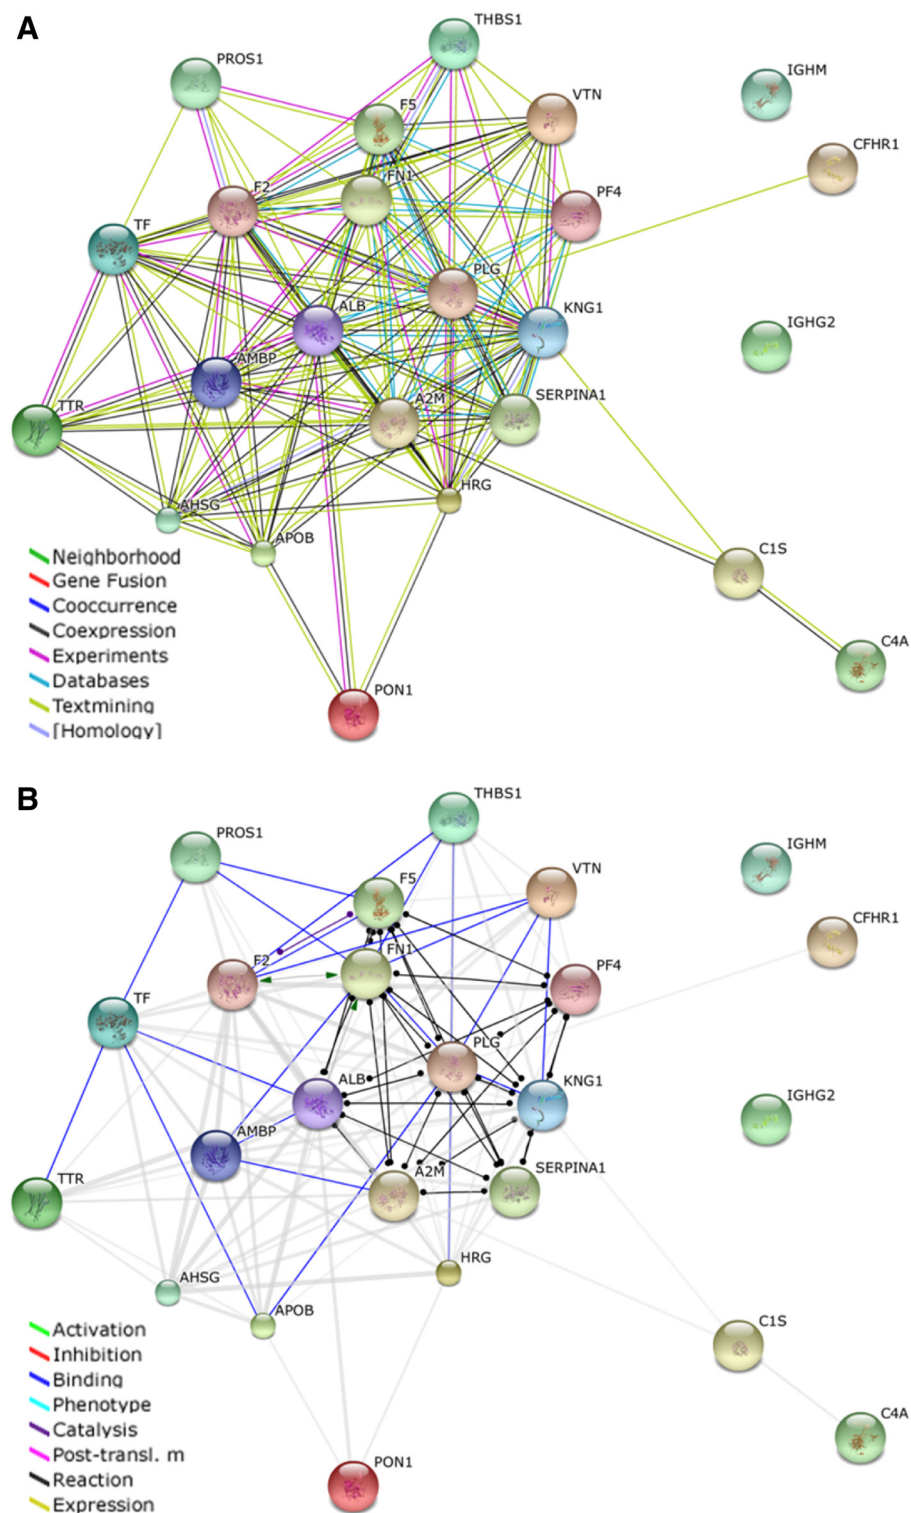 A
THBS1
PROS1
IGHM
VTN
F5
CFHR1
FN1
F2
PF4
TF
PLG
ALB
KNG1
IGHG2
AMBP
SERPINA1
A2M
TTR
HRG
AHSG
APOB
Neighborhood
C1S
Gene Fusion
Cooccurrence
Coexpression
C4A
Experiments
Databases
PON1
Textmining
[Homology]
B
THBS1
PROS1
IGHM
VTN
F5
CFHR1
FN1
F2
PF4
TF
PLG
ALB
KNG1
IGHG2
AMBP
SERPINA1
A2M
TTR
HRG
AHSG
APOB
C1S
Activation
Inhibition
Binding
Phenotype
C4A
Catalysis
Post-transl. m
PON1
Reaction
Expression